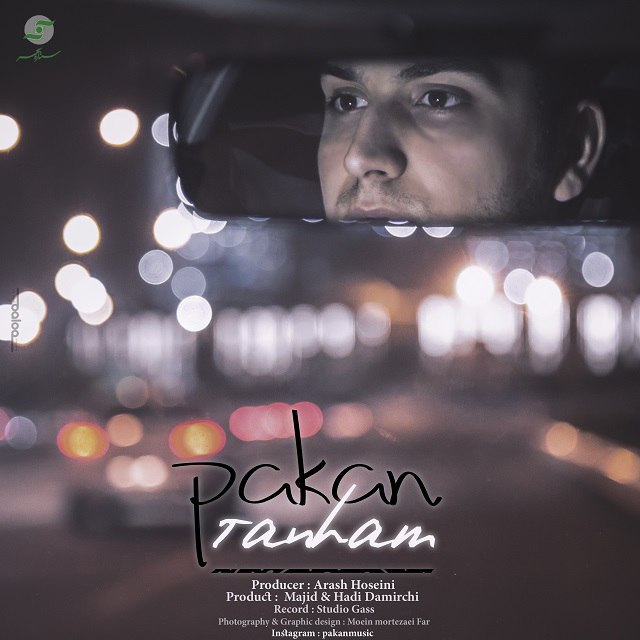 pakan
Tanham
Producer : Arash Hoseini
Product : Majid & Hadi Damirchi
Record : Studio Gass
Photography & Graphic design : Moein mortezaei Far
Instagram : pakanmusic